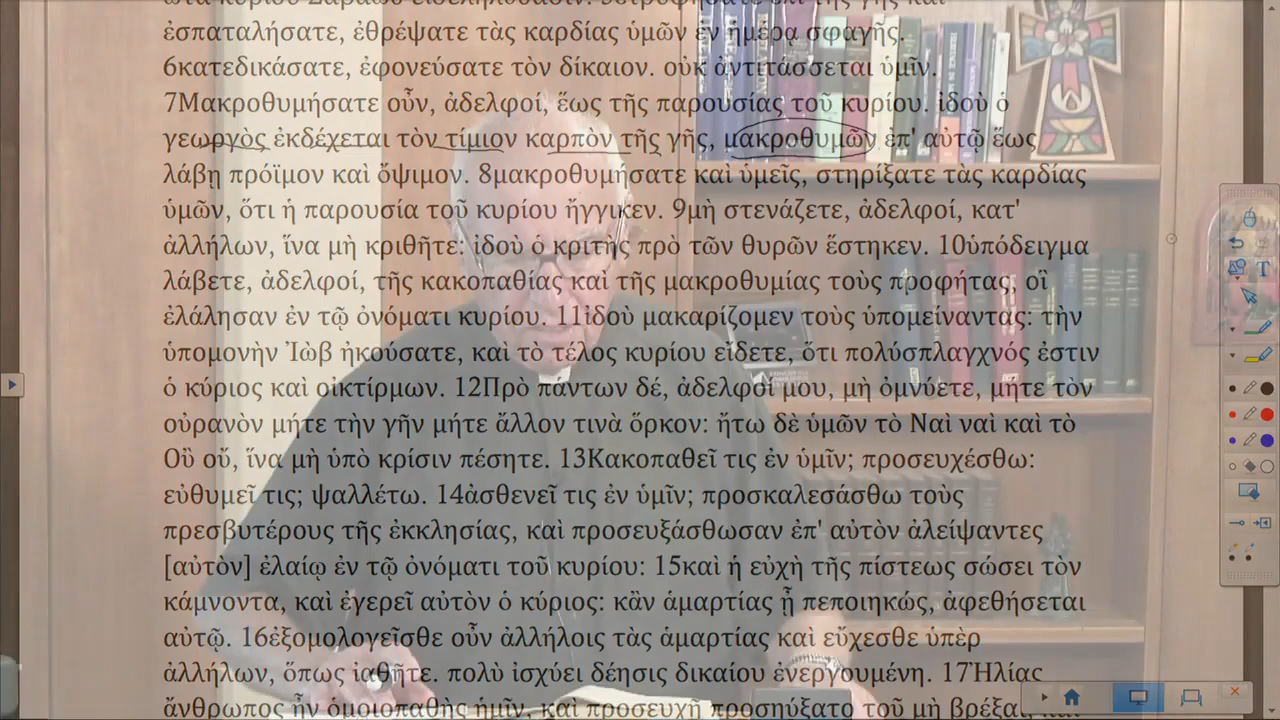 ἐσπαταλήσατε, ἐθρέψατε τὰς καρδίας ὑμῶν ἐν ἡμέρᾳ σφαγῆς.
6κατεδικάσατε, ἐφονεύσατε τὸν δίκαιον. οὐκ ἀντιτάσσεται ὑμῖν.
7Μακροθυμήσατε οὖν, ἀδελφοί, ἕως τῆς παρουσίας τοῦ κυρίου. ἰδοὺ ὁ
γεωργὸς ἐκδέχεται τὸν τίμιον καρπὸν τῆς γῆς, μακροθυμῶν ἐπ' αὐτῷ ἕως
λάβῃ πρόϊμον καὶ ὄψιμον. 8μακροθυμήσατε καὶ ὑμεῖς, στηρίξατε τὰς καρδίας
ὑμῶν, ὅτι ἡ παρουσία τοῦ κυρίου ἤγγικεν. 9μὴ στενάζετε, ἀδελφοί, κατ'
ἀλλήλων, ἵνα μὴ κριθῆτε: ἰδοὺ ὁ κριτὴς πρὸ τῶν θυρῶν ἕστηκεν. 10ὑπόδειγμα
λάβετε, ἀδελφοί, τῆς κακοπαθίας καὶ τῆς μακροθυμίας τοὺς προφήτας, οἳ
ἐλάλησαν ἐν τῷ ὀνόματι κυρίου. 11ἰδοὺ μακαρίζομεν τοὺς ὑπομείναντας: τὴν
ὑπομονὴν Ἰὼβ ἠκούσατε, καὶ τὸ τέλος κυρίου εἴδετε, ὅτι πολύσπλαγχνός ἐστιν
ὁ κύριος καὶ οἰκτίρμων. 12Πρὸ πάντων δέ, ἀδελφοί μου, μὴ ὀμνύετε, μήτε τὸν
οὐρανὸν μήτε τὴν γῆν μήτε ἄλλον τινὰ ὅρκον: ἤτω δὲ ὑμῶν τὸ Ναὶ ναὶ καὶ τὸ
Οὒ οὔ, ἵνα μὴ ὑπὸ κρίσιν πέσητε. 13Κακοπαθεῖ τις ἐν ὑμῖν; προσευχέσθω:
εὐθυμεῖ τις; ψαλλέτω. 14ἀσθενεῖ τις ἐν ὑμῖν; προσκαλεσάσθω τοὺς
πρεσβυτέρους τῆς ἐκκλησίας, καὶ προσευξάσθωσαν ἐπ' αὐτὸν ἀλείψαντες
[αὐτὸν] ἐλαίῳ ἐν τῷ ὀνόματι τοῦ κυρίου: 15καὶ ἡ εὐχὴ τῆς πίστεως σώσει τὸν
κάμνοντα, καὶ ἐγερεῖ αὐτὸν ὁ κύριος: κἂν ἁμαρτίας ᾖ πεποιηκώς, ἀφεθήσεται
αὐτῷ. 16ἐξομολογεῖσθε οὖν ἀλλήλοις τὰς ἁμαρτίας καὶ εὔχεσθε ὑπὲρ
ἀλλήλων, ὅπως ἰαθῆτε. πολὺ ἰσχύει δέησις δικαίου ἐνεργουμένη. 17Ἠλίας
ἄνθρωπος ἦν ὁμοιοπαθὴς ἡμῖν, καὶ προσευχῇ προσηύξατο τοῦ μὴ βρέξαι,